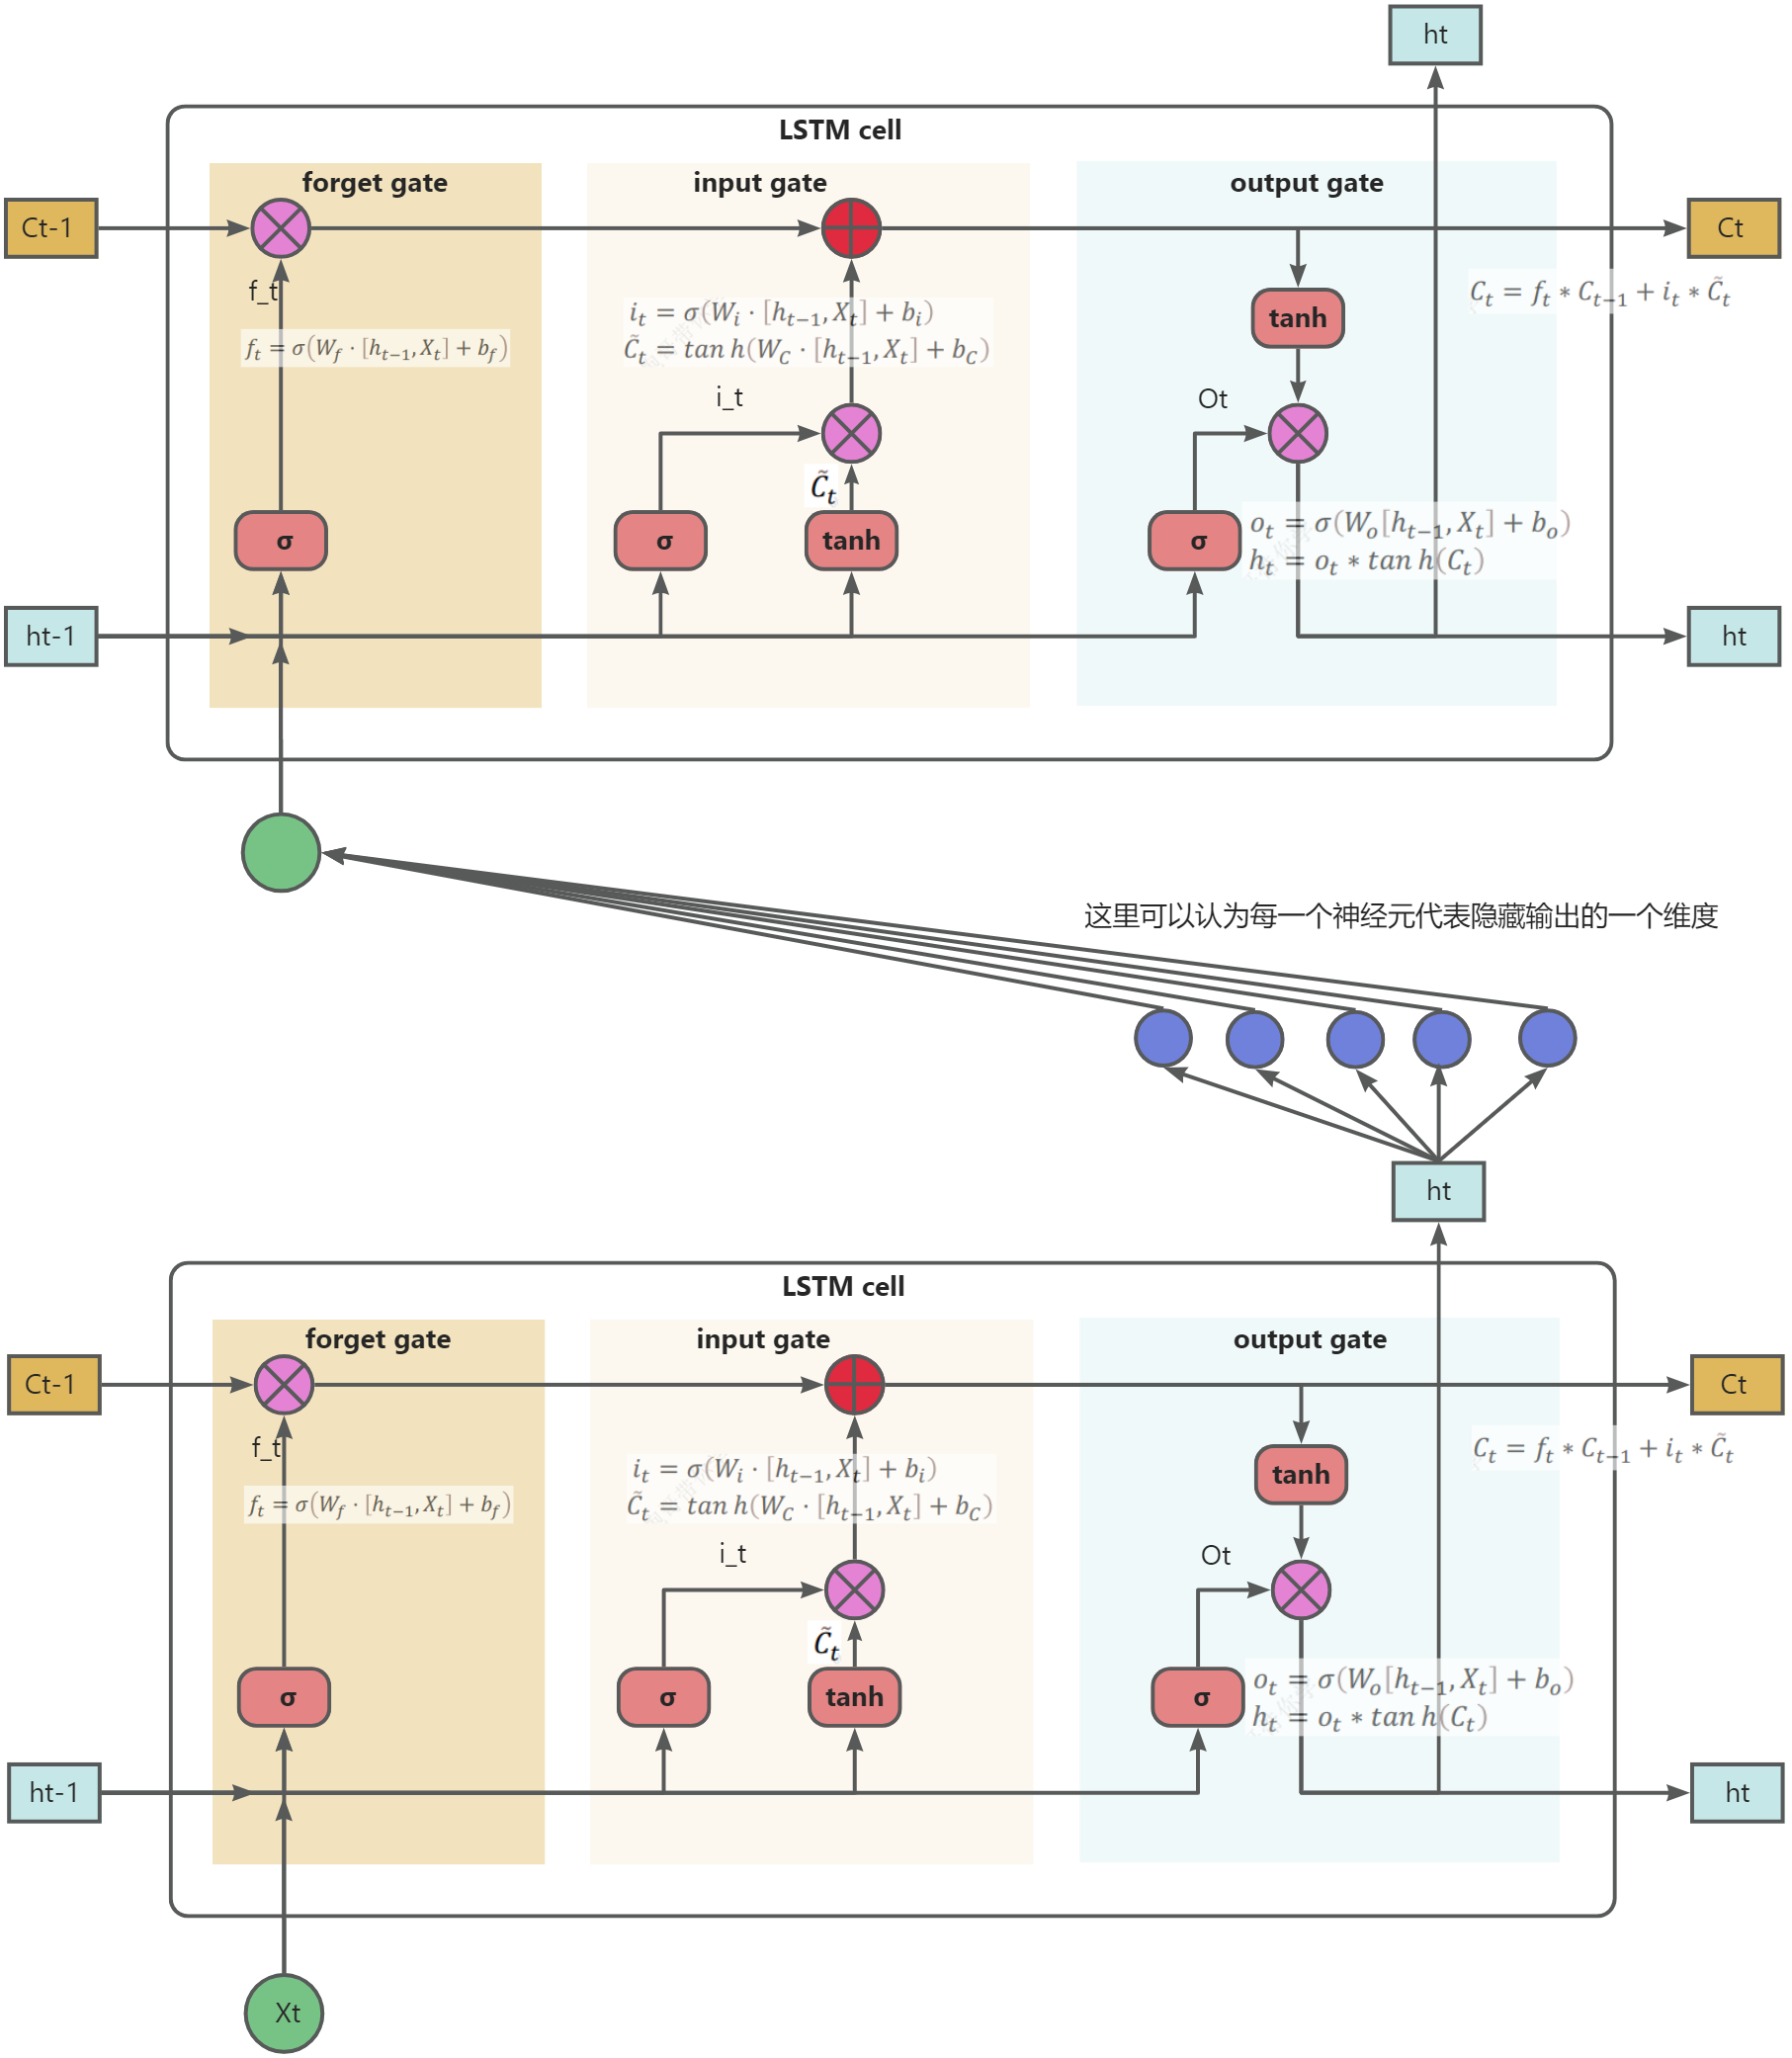 ht
LSTM cell
forget gate
input gate
output gate
Ct-1
Ct
f_t
$f_t = \sigma(W_f \cdot [h_{t-1}, X_t] + b_f)$
$i_t = \sigma(W_i \cdot [h_{t-1}, X_t] + b_i)$
$\tilde{C}_t = tan h(W_C \cdot [h_{t-1}, X_t] + b_C)$
$C_t = f_t * C_{t-1} + i_t * \tilde{C}_t$
tanh
i_t
Ot
$\tilde{C}_t$
σ
σ
tanh
σ
$o_t = \sigma(W_o[h_{t-1}, X_t] + b_o)$
$h_t = o_t * tan h(C_t)$
ht-1
ht
这里可以认为每一个神经元代表隐藏输出的一个维度
ht
LSTM cell
forget gate
input gate
output gate
Ct-1
Ct
f_t
$f_t = \sigma(W_f \cdot [h_{t-1}, X_t] + b_f)$
$i_t = \sigma(W_i \cdot [h_{t-1}, X_t] + b_i)$
$\tilde{C}_t = tan h(W_C \cdot [h_{t-1}, X_t] + b_C)$
$C_t = f_t * C_{t-1} + i_t * \tilde{C}_t$
tanh
i_t
Ot
$\tilde{C}_t$
σ
σ
tanh
σ
$o_t = \sigma(W_o[h_{t-1}, X_t] + b_o)$
$h_t = o_t * tan h(C_t)$
ht-1
ht
Xt